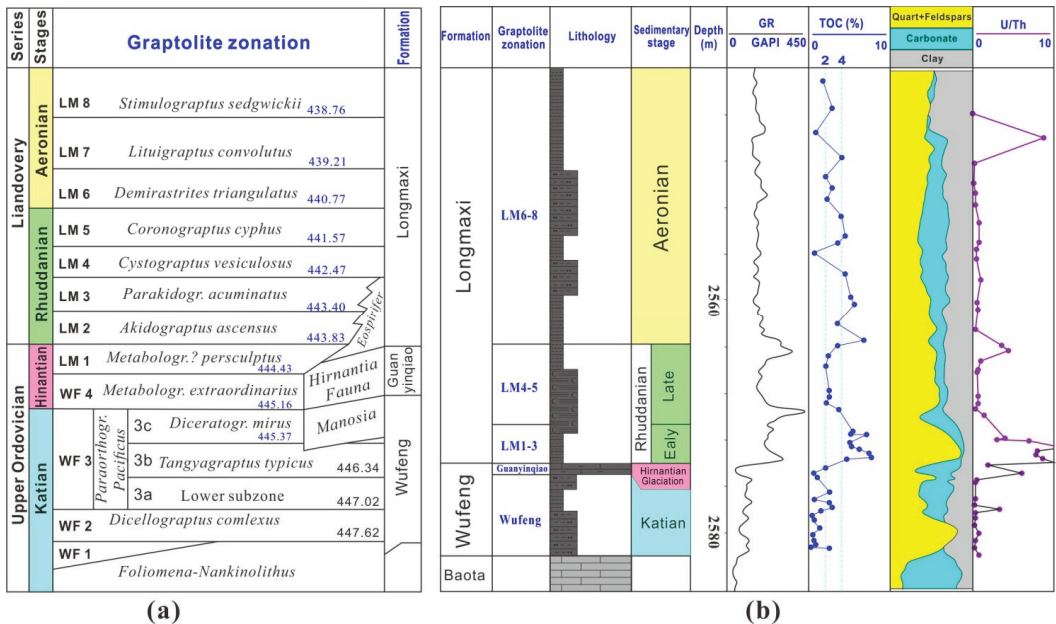 Series
Stages
Graptolite zonation
Formation
Liandovery
Upper Ordovician
Aeronian
Rhuddanian
Hinantian
Katian
LM 8 Stimulograptus sedgwickii 438.76
LM 7 Lituigraptus convolutus 439.21
LM 6 Demirastrites triangulatus 440.77
LM 5 Coronograptus cyphus 441.57
LM 4 Cystograptus vesiculosus 442.47
LM 3 Parakidogr. acuminatus 443.40
LM 2 Akidograptus ascensus 443.83
LM 1 Metabologr.? persculptus 444.43
WF 4 Metabologr. extraordinarius 445.16
WF 3
Paraorthogr.
Pacificus
3c Diceratogr. mirus 445.37
3b Tangyagraptus typicus 446.34
3a Lower subzone 447.02
WF 2 Dicellograptus comlexus 447.62
WF 1
Foliomena-Nankinolithus
Eospirifer
Hirnantia
Fauna
Manosia
Longmaxi
Guan
yinqiao
Wufeng
(a)
Formation
Graptolite
zonation
Lithology
Sedimentary
stage
Depth
(m)
GR
0 GAPI 450
TOC (%)
0 10
2 4
Quart+Feldspars
Carbonate
Clay
U/Th
0 10
Longmaxi
Wufeng
Baota
LM6-8
LM4-5
LM1-3
Guanyinqiao
Wufeng
Aeronian
Rhuddanian
Late
Ealy
Hirnantian
Glaciation
Katian
2560
2580
(b)